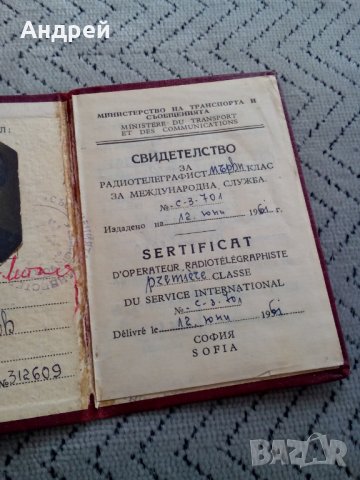 Андрей
МИНИСТЕРСТВО НА ТРАНСПОРТА И
СЪОБЩЕНИЯТА
MINISTÈRE DU TRANSPORT
ET DES COMMUNICATIONS
СВИДЕТЕЛСТВО
ЗА
РАДИОТЕЛЕГРАФИСТ първи КЛАС
ЗА МЕЖДУНАРОДНА СЛУЖБА
№ С-3.701
Издадено на 12 юни 1961 г.
SERTIFICAT
D'OPERATEUR RADIOTÉLÉGRAPHISTE
première CLASSE
DU SERVICE INTERNATIONAL
№ С-3.701
Délivré le 12 юни 1961
СОФИЯ
SOFIA
№ 312609
BAZAR